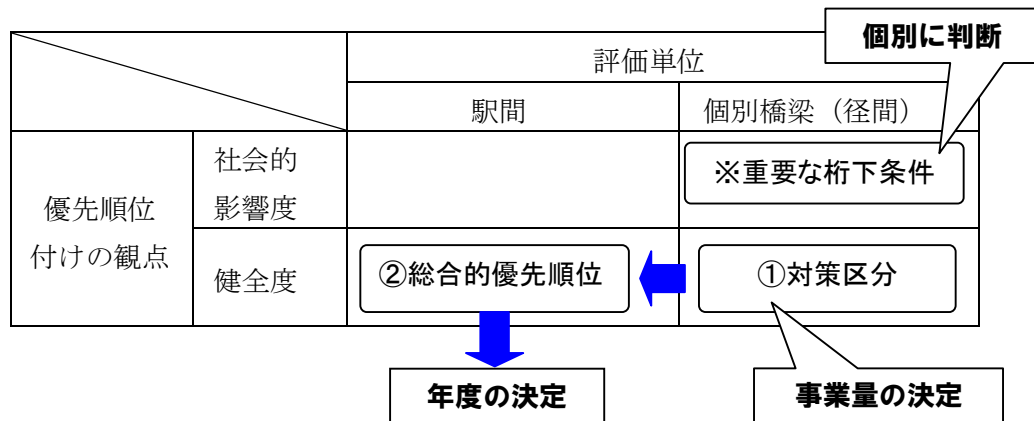 個別に判断
評価単位
駅間
個別橋梁（径間）
優先順位
付けの観点
社会的
影響度
※重要な桁下条件
健全度
②総合的優先順位
①対策区分
年度の決定
事業量の決定